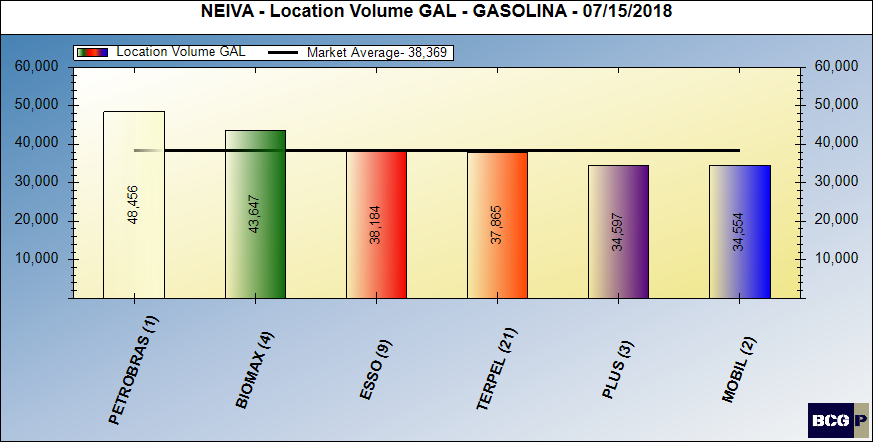 NEIVA - Location Volume GAL - GASOLINA - 07/15/2018
Location Volume GAL Market Average- 38,369
60,000 60,000
50,000 50,000
40,000 40,000
30,000 30,000
20,000 20,000
10,000 10,000
48,456 43,647 38,184 37,865 34,597 34,554
PETROBRAS (1) BIOMAX (4) ESSO (9) TERPEL (21) PLUS (3) MOBIL (2)
BCG P